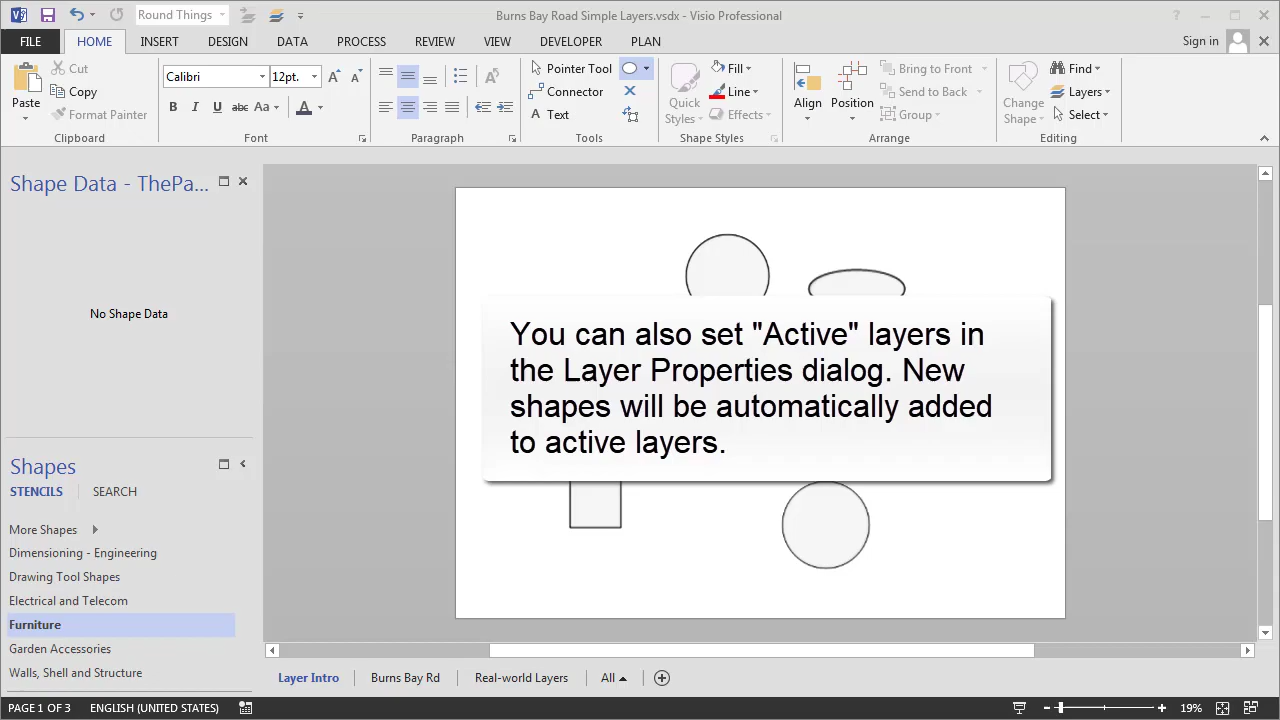 Round Things
Burns Bay Road Simple Layers.vsdx - Visio Professional
FILE HOME INSERT DESIGN DATA PROCESS REVIEW VIEW DEVELOPER PLAN Sign in
Paste
Cut
Copy
Format Painter
Clipboard
Calibri 12pt.
B I U abc Aa A
Font
Paragraph
Pointer Tool
Connector
A Text
Tools
Quick
Styles
Fill
Line
Effects
Shape Styles
Align
Position
Bring to Front
Send to Back
Group
Arrange
Change
Shape
Find
Layers
Select
Editing
Shape Data - ThePa...
No Shape Data
You can also set "Active" layers in
the Layer Properties dialog. New
shapes will be automatically added
to active layers.
Shapes
STENCILS SEARCH
More Shapes
Dimensioning - Engineering
Drawing Tool Shapes
Electrical and Telecom
Furniture
Garden Accessories
Walls, Shell and Structure
Layer Intro Burns Bay Rd Real-world Layers All
PAGE 1 OF 3 ENGLISH (UNITED STATES) 19%